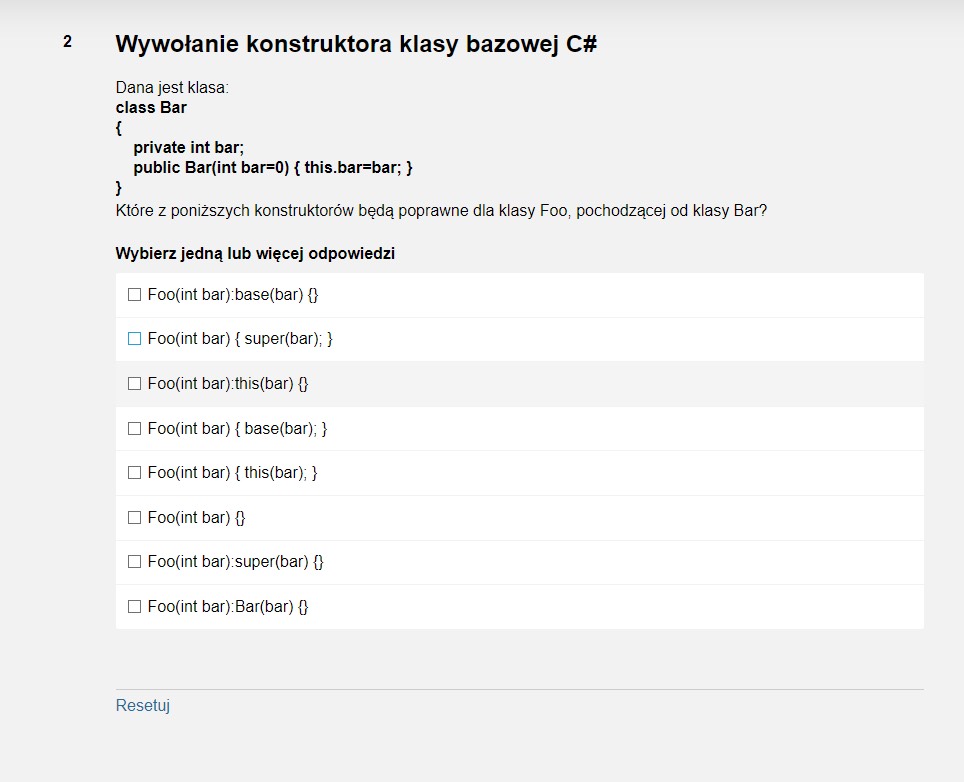 2 Wywołanie konstruktora klasy bazowej C#
Dana jest klasa:
class Bar
{
private int bar;
public Bar(int bar=0) { this.bar=bar; }
}
Które z poniższych konstruktorów będą poprawne dla klasy Foo, pochodzącej od klasy Bar?
Wybierz jedną lub więcej odpowiedzi
Foo(int bar):base(bar) {}
Foo(int bar) { super(bar); }
Foo(int bar):this(bar) {}
Foo(int bar) { base(bar); }
Foo(int bar) { this(bar); }
Foo(int bar) {}
Foo(int bar):super(bar) {}
Foo(int bar):Bar(bar) {}
Resetuj